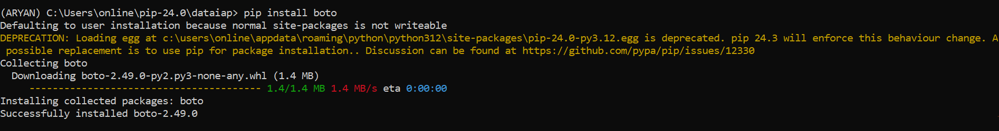 (ARYAN) C:\Users\online\pip-24.0\dataiap> pip install boto
Defaulting to user installation because normal site-packages is not writeable
DEPRECATION: Loading egg at c:\users\online\appdata\roaming\python\python312\site-packages\pip-24.0-py3.12.egg is deprecated. pip 24.3 will enforce this behaviour change. A
 possible replacement is to use pip for package installation.. Discussion can be found at https://github.com/pypa/pip/issues/12330
Collecting boto
  Downloading boto-2.49.0-py2.py3-none-any.whl (1.4 MB)
     ---------------------------------------- 1.4/1.4 MB 1.4 MB/s eta 0:00:00
Installing collected packages: boto
Successfully installed boto-2.49.0